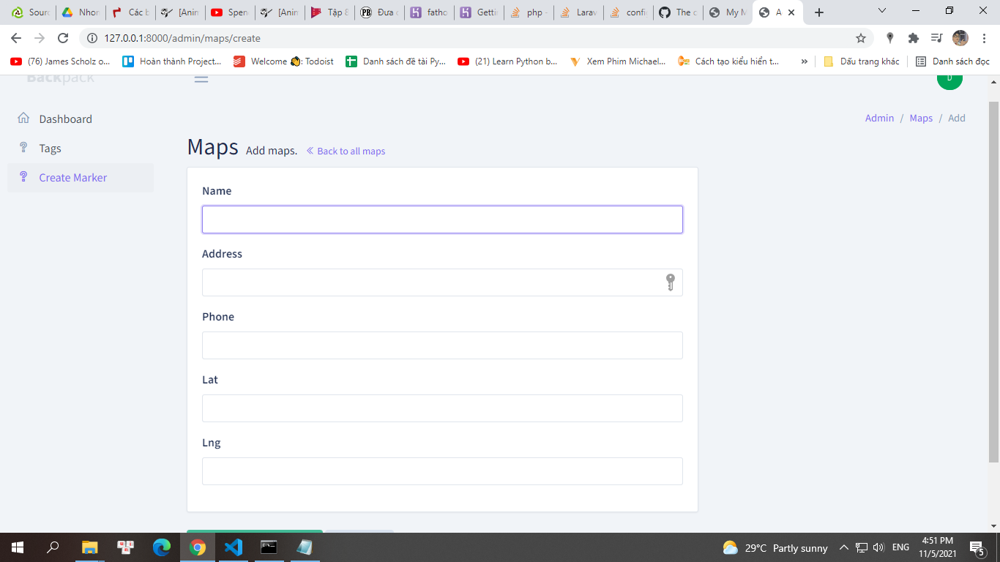 Sourc
Nhon
Các b
[Anim
Spen
[Anim
Tập 8
Đưa c
fatho
Gettin
php -
Larav
confi
The c
My M
A
127.0.0.1:8000/admin/maps/create
(76) James Scholz o...
Hoàn thành Project...
Welcome 👋: Todoist
Danh sách đề tài Py...
(21) Learn Python b...
Xem Phim Michael...
Cách tạo kiểu hiển t...
»
Dấu trang khác
Danh sách đọc
Backpack
D
Dashboard
Tags
Create Marker
Admin / Maps / Add
Maps Add maps. « Back to all maps
Name
Address
Phone
Lat
Lng
29°C Partly sunny
ENG
4:51 PM
11/5/2021
5